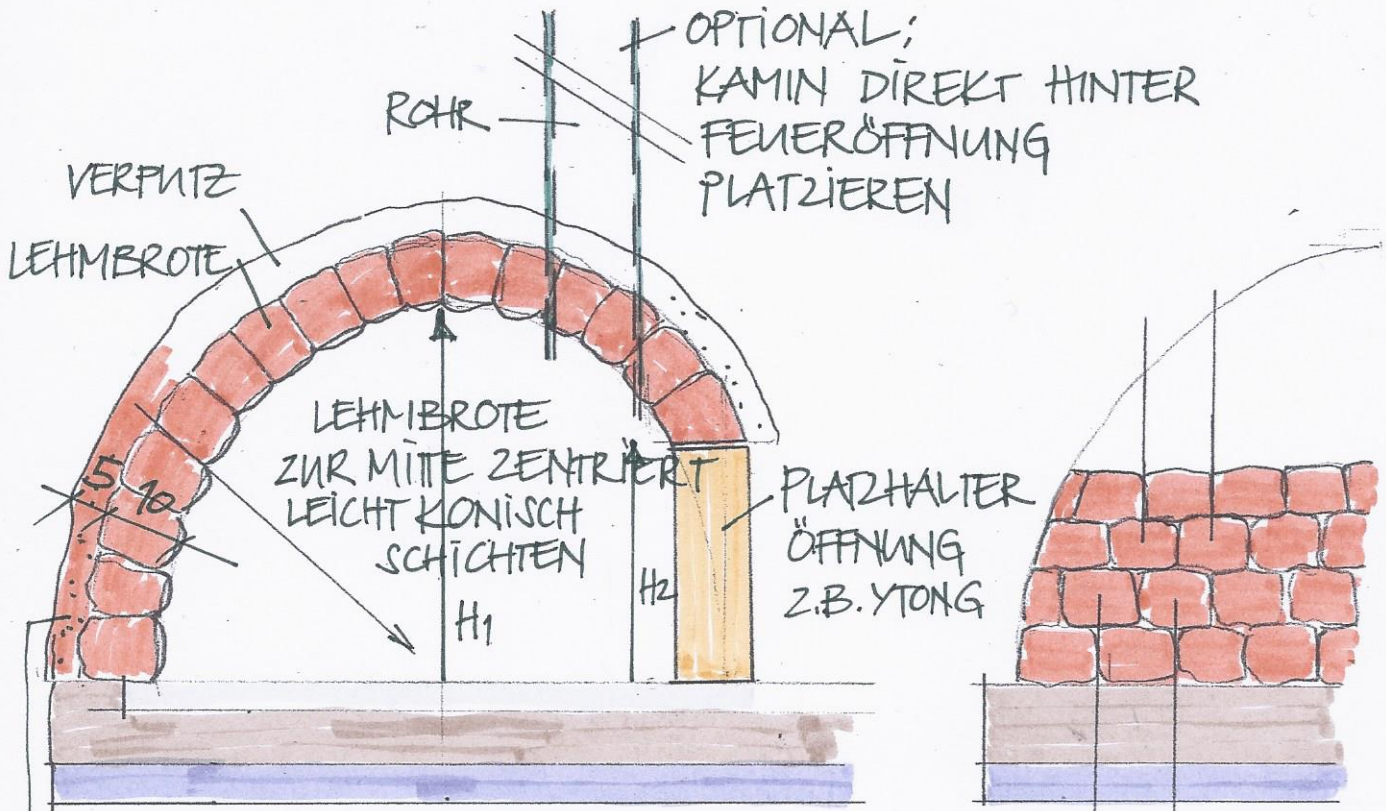 OPTIONAL;
KAMIN DIREKT HINTER
FEUERÖFFNUNG
PLATZIEREN
ROHR
VERPUTZ
LEHMBROTE
LEHMBROTE
ZUR MITTE ZENTRIERT
LEICHT KONISCH
SCHICHTEN
5 10
H1
H2
PLATZHALTER
ÖFFNUNG
Z.B. YTONG